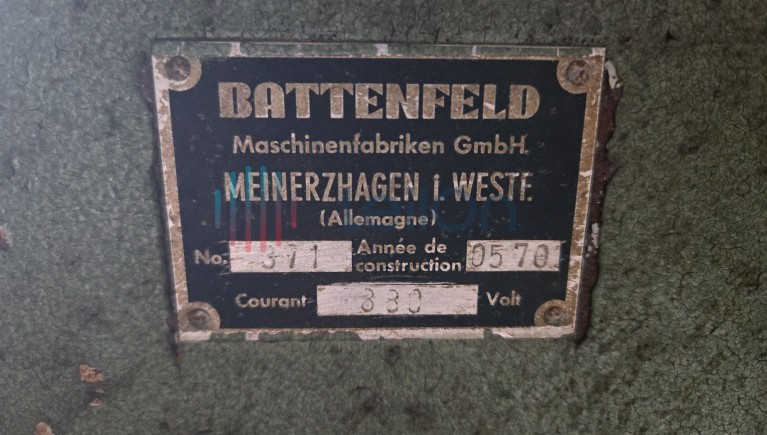 BATTENFELD
Maschinenfabriken GmbH.
MEINERZHAGEN i. WESTF.
(Allemagne)
No. 371 Année de construction 0570
Courant 380 Volt